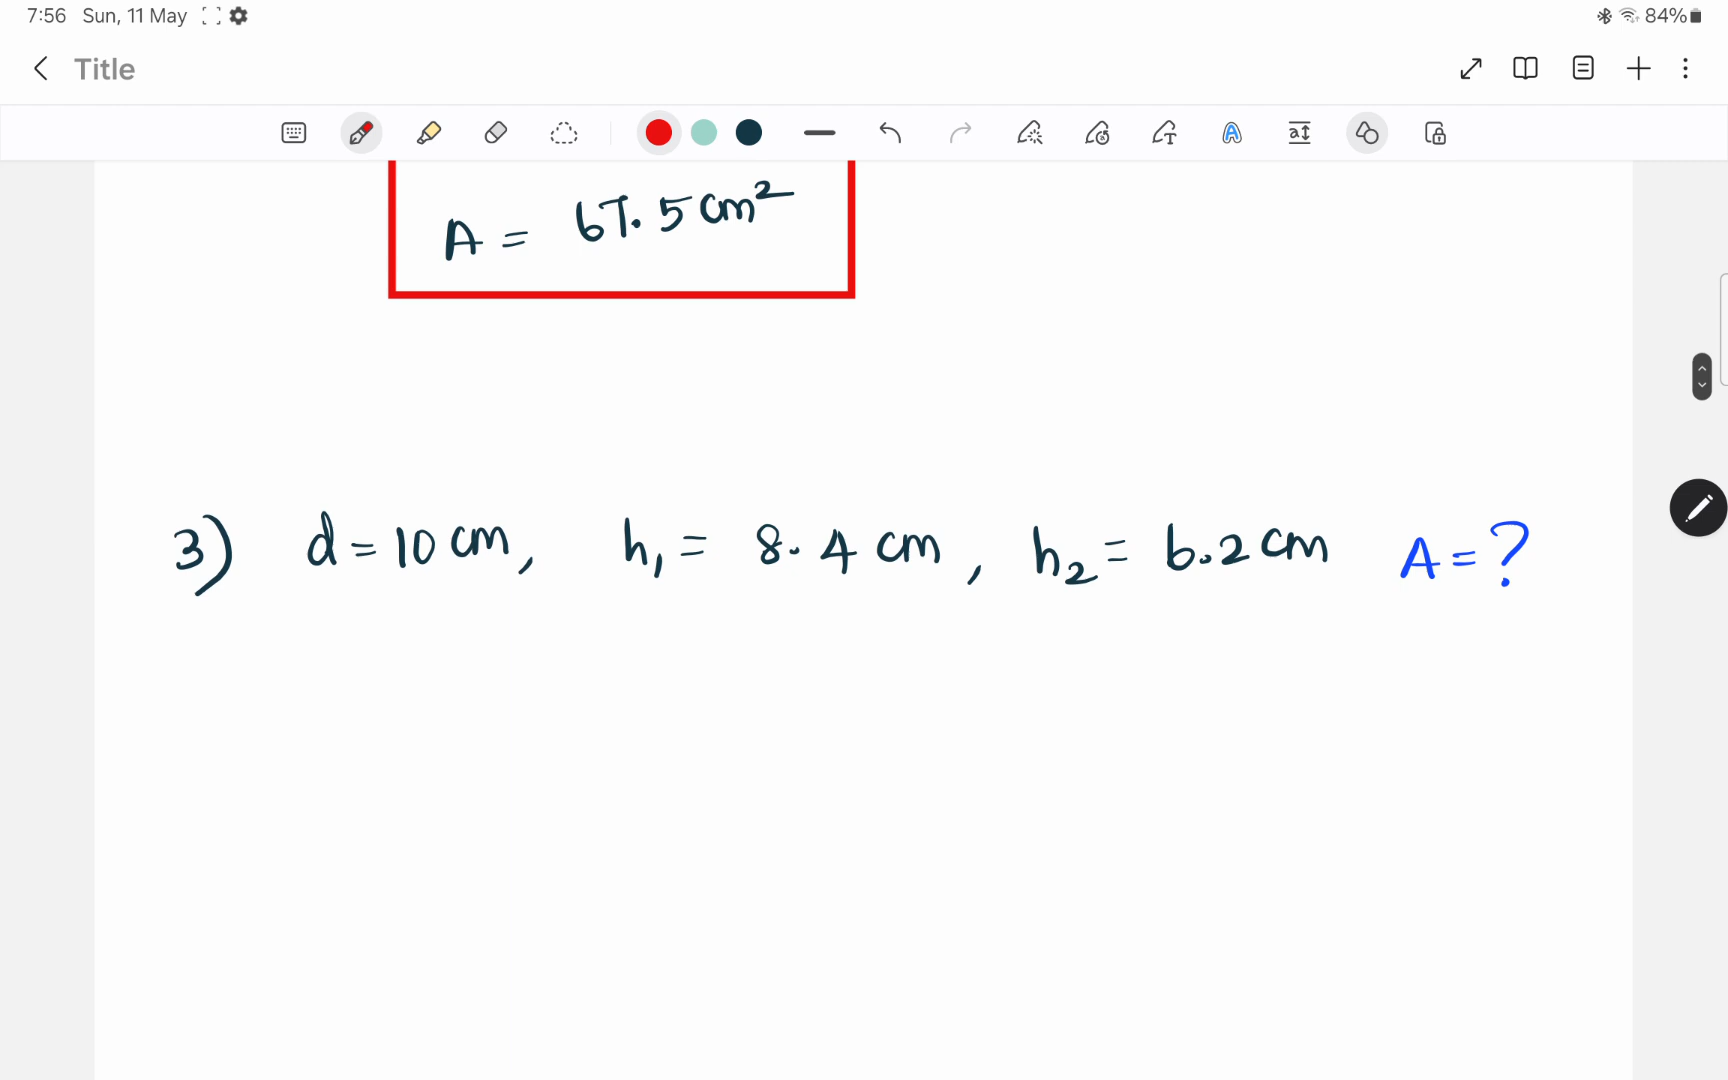 7:56 Sun, 11 May 84%
Title
A = 67.5 cm²
3) d = 10 cm, h₁ = 8.4 cm, h₂ = 6.2 cm A = ?